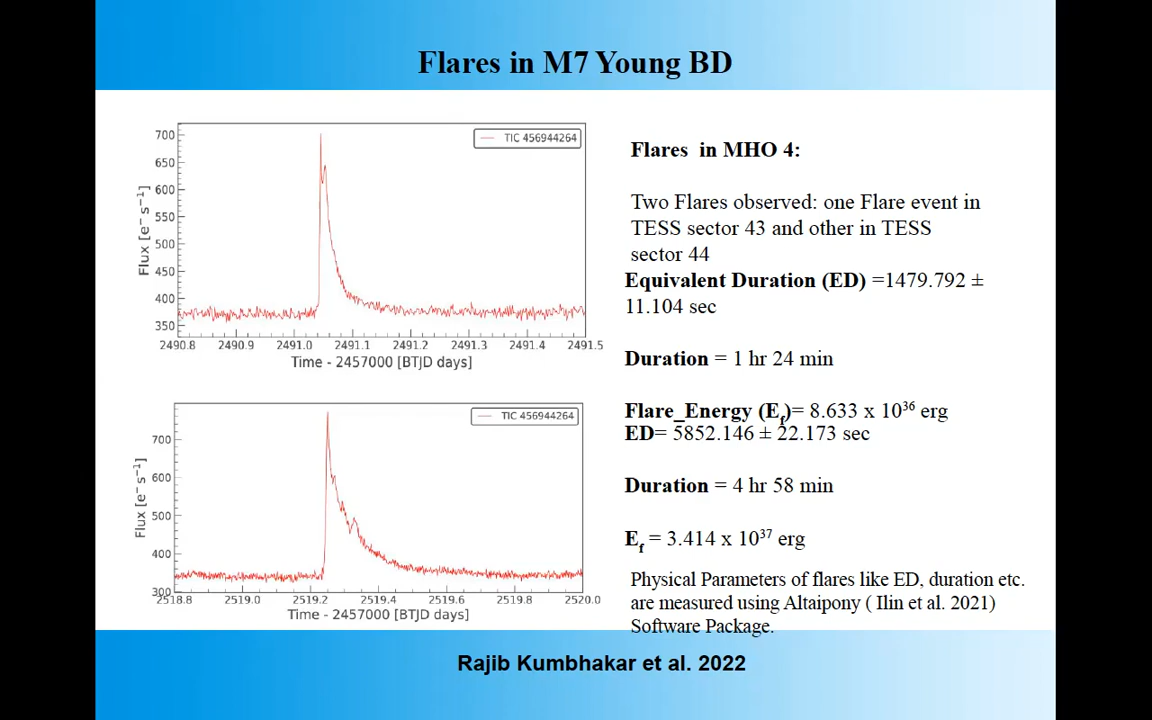 Flares in M7 Young BD
TIC 456944264
700
650
600
550
500
450
400
350
Flux [e⁻ s⁻¹]
2490.8 2490.9 2491.0 2491.1 2491.2 2491.3 2491.4 2491.5
Time - 2457000 [BTJD days]
TIC 456944264
700
600
500
400
300
Flux [e⁻ s⁻¹]
2518.8 2519.0 2519.2 2519.4 2519.6 2519.8 2520.0
Time - 2457000 [BTJD days]
Flares in MHO 4:
Two Flares observed: one Flare event in
TESS sector 43 and other in TESS
sector 44
Equivalent Duration (ED) =1479.792 ±
11.104 sec
Duration = 1 hr 24 min
Flare_Energy (E_f)= 8.633 x 10³⁶ erg
ED= 5852.146 ± 22.173 sec
Duration = 4 hr 58 min
E_f = 3.414 x 10³⁷ erg
Physical Parameters of flares like ED, duration etc.
are measured using Altaipony ( Ilin et al. 2021)
Software Package.
Rajib Kumbhakar et al. 2022